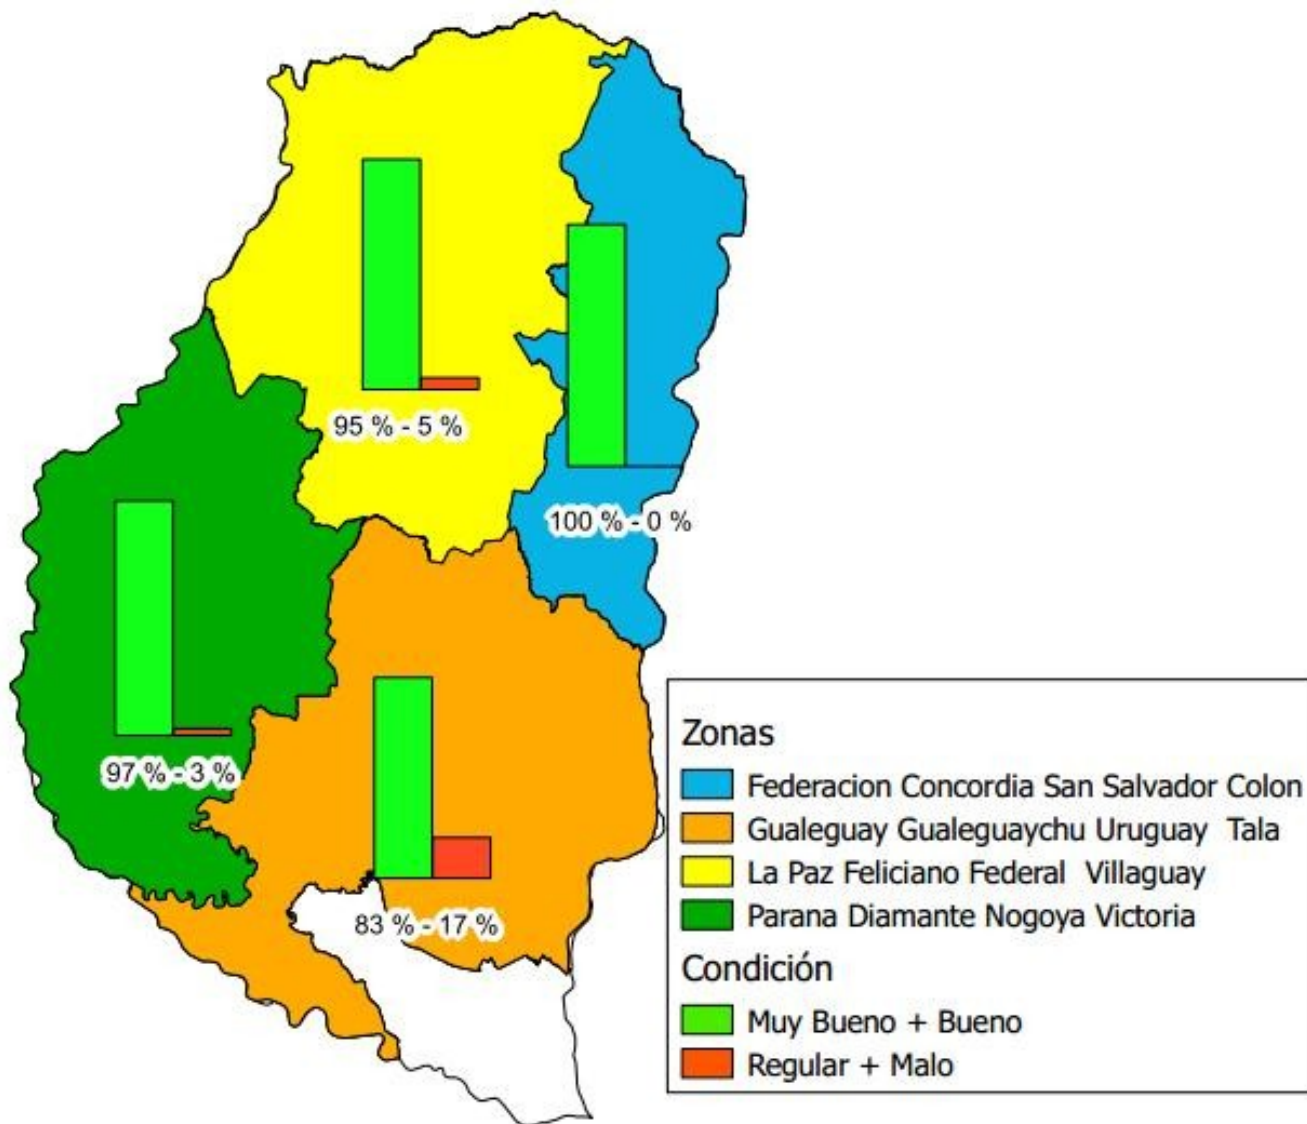 95 % - 5 %
100 % - 0 %
97 % - 3 %
83 % - 17 %
Zonas
Federacion Concordia San Salvador Colon
Gualeguay Gualeguaychu Uruguay  Tala
La Paz Feliciano Federal  Villaguay
Parana Diamante Nogoya Victoria
Condición
Muy Bueno + Bueno
Regular + Malo